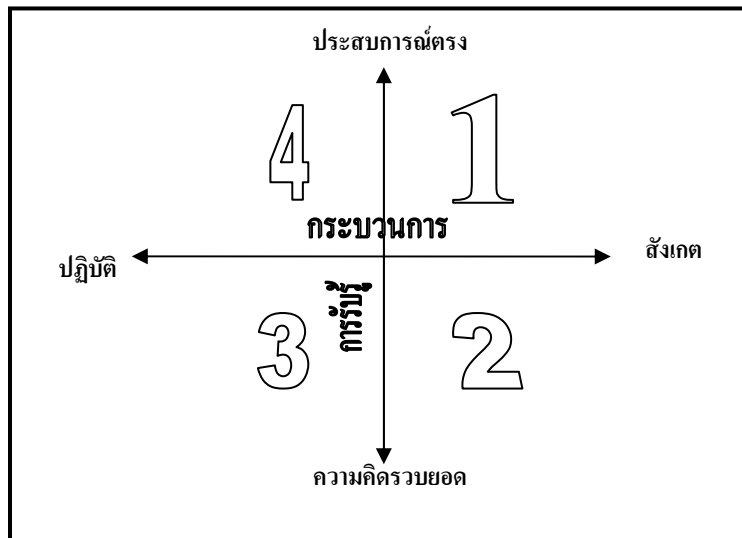 ประสบการณ์ตรง
4 1
กระบวนการ
ปฏิบัติ
สังเกต
การรับรู้
3 2
ความคิดรวบยอด